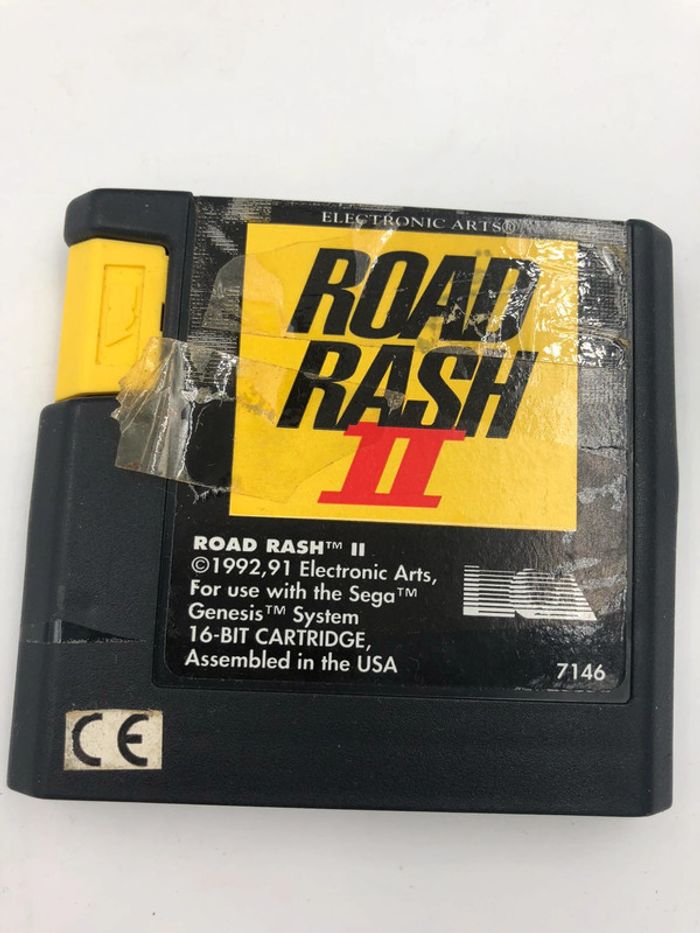 ELECTRONIC ARTS®
ROAD
RASH
II
ROAD RASH™ II
©1992,91 Electronic Arts,
For use with the Sega™
Genesis™ System
16-BIT CARTRIDGE,
Assembled in the USA
EA
7146
CE